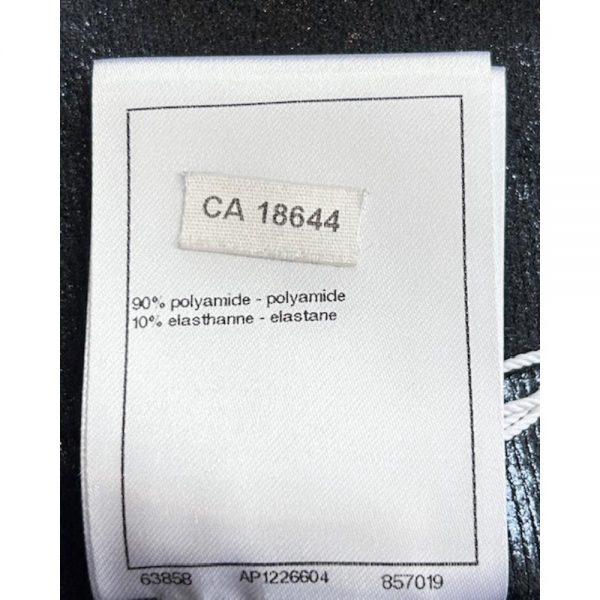 CA 18644
90% polyamide - polyamide
10% elasthanne - elastane
63858 AP1226604 857019